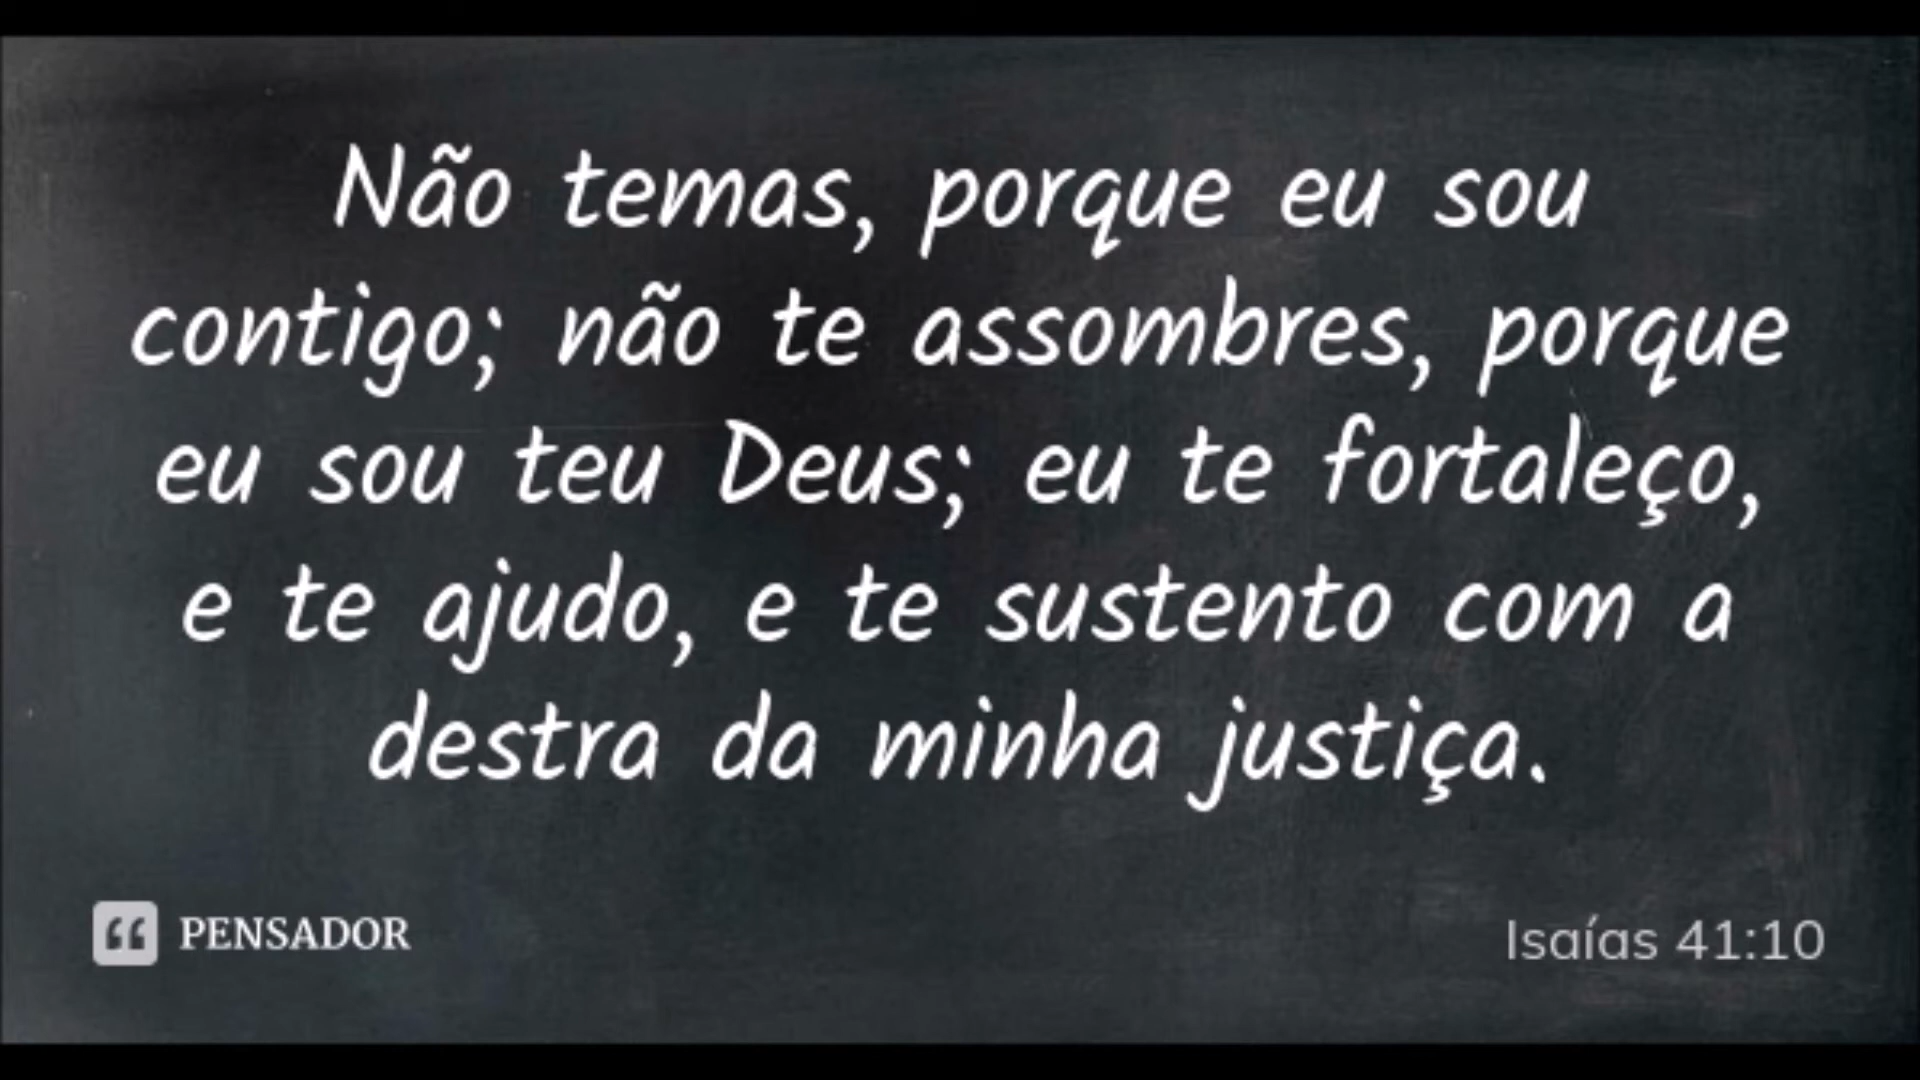 Não temas, porque eu sou
contigo; não te assombres, porque
eu sou teu Deus; eu te fortaleço,
e te ajudo, e te sustento com a
destra da minha justiça.
PENSADOR
Isaías 41:10